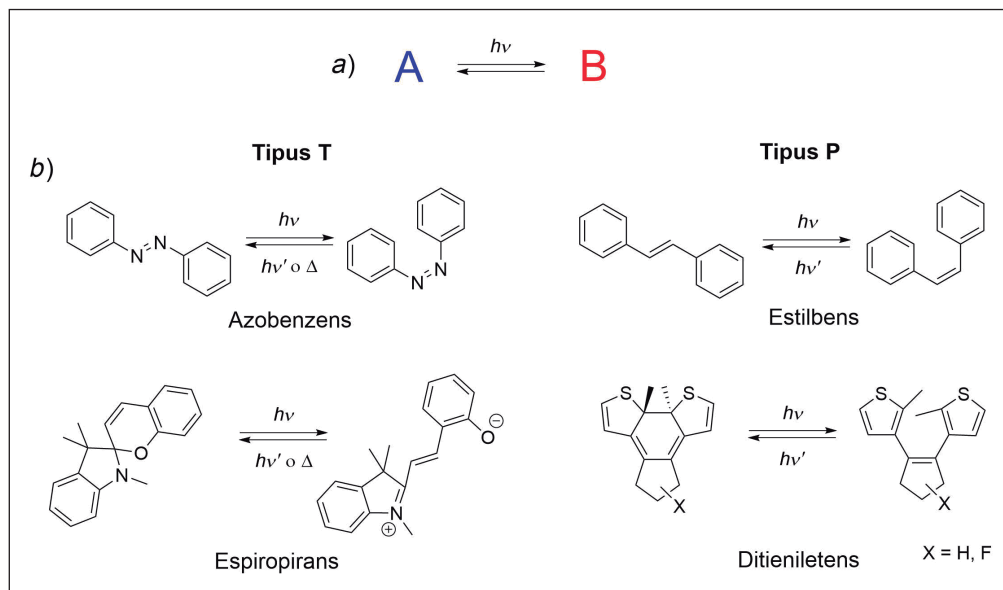 a) A hν B
Tipus T Tipus P
b)
hν
hν′ o Δ
N N
N N
Azobenzens
hν
hν′
Estilbens
hν
hν′ o Δ
O
N
O ⊖
N
⊕
Espiropirans
S S
hν
hν′
X
S S
X
Ditieniletens
X = H, F